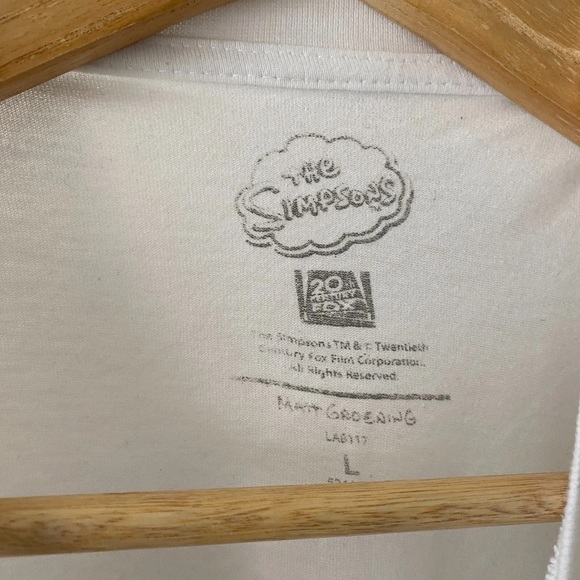 THE
SIMPSONS
20TH
CENTURY
FOX
The Simpsons TM & © Twentieth
Century Fox Film Corporation.
All Rights Reserved.
MATT GROENING
L